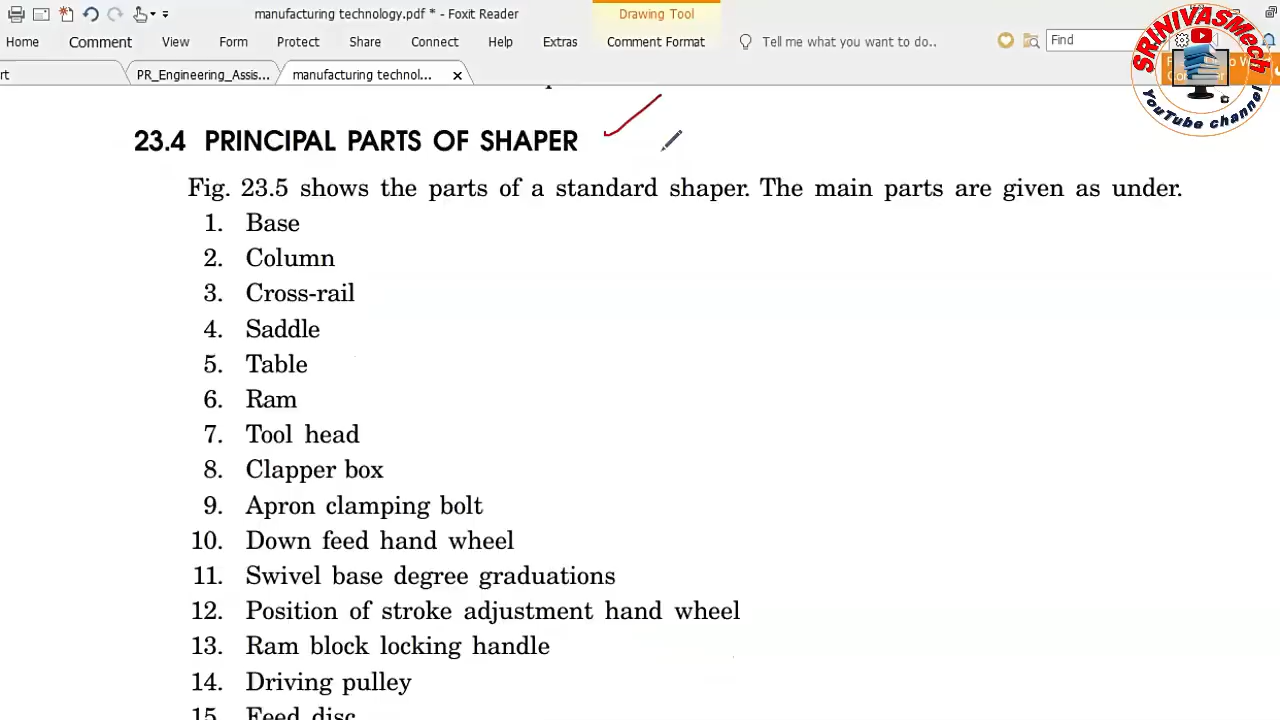 manufacturing technology.pdf * - Foxit Reader
Drawing Tool
Home Comment View Form Protect Share Connect Help Extras Comment Format Tell me what you want to do.. Find
rt PR_Engineering_Assis... manufacturing technol...
SRINIVASMech
YouTube channel
23.4 PRINCIPAL PARTS OF SHAPER
Fig. 23.5 shows the parts of a standard shaper. The main parts are given as under.
1. Base
2. Column
3. Cross-rail
4. Saddle
5. Table
6. Ram
7. Tool head
8. Clapper box
9. Apron clamping bolt
10. Down feed hand wheel
11. Swivel base degree graduations
12. Position of stroke adjustment hand wheel
13. Ram block locking handle
14. Driving pulley
15. Feed disc